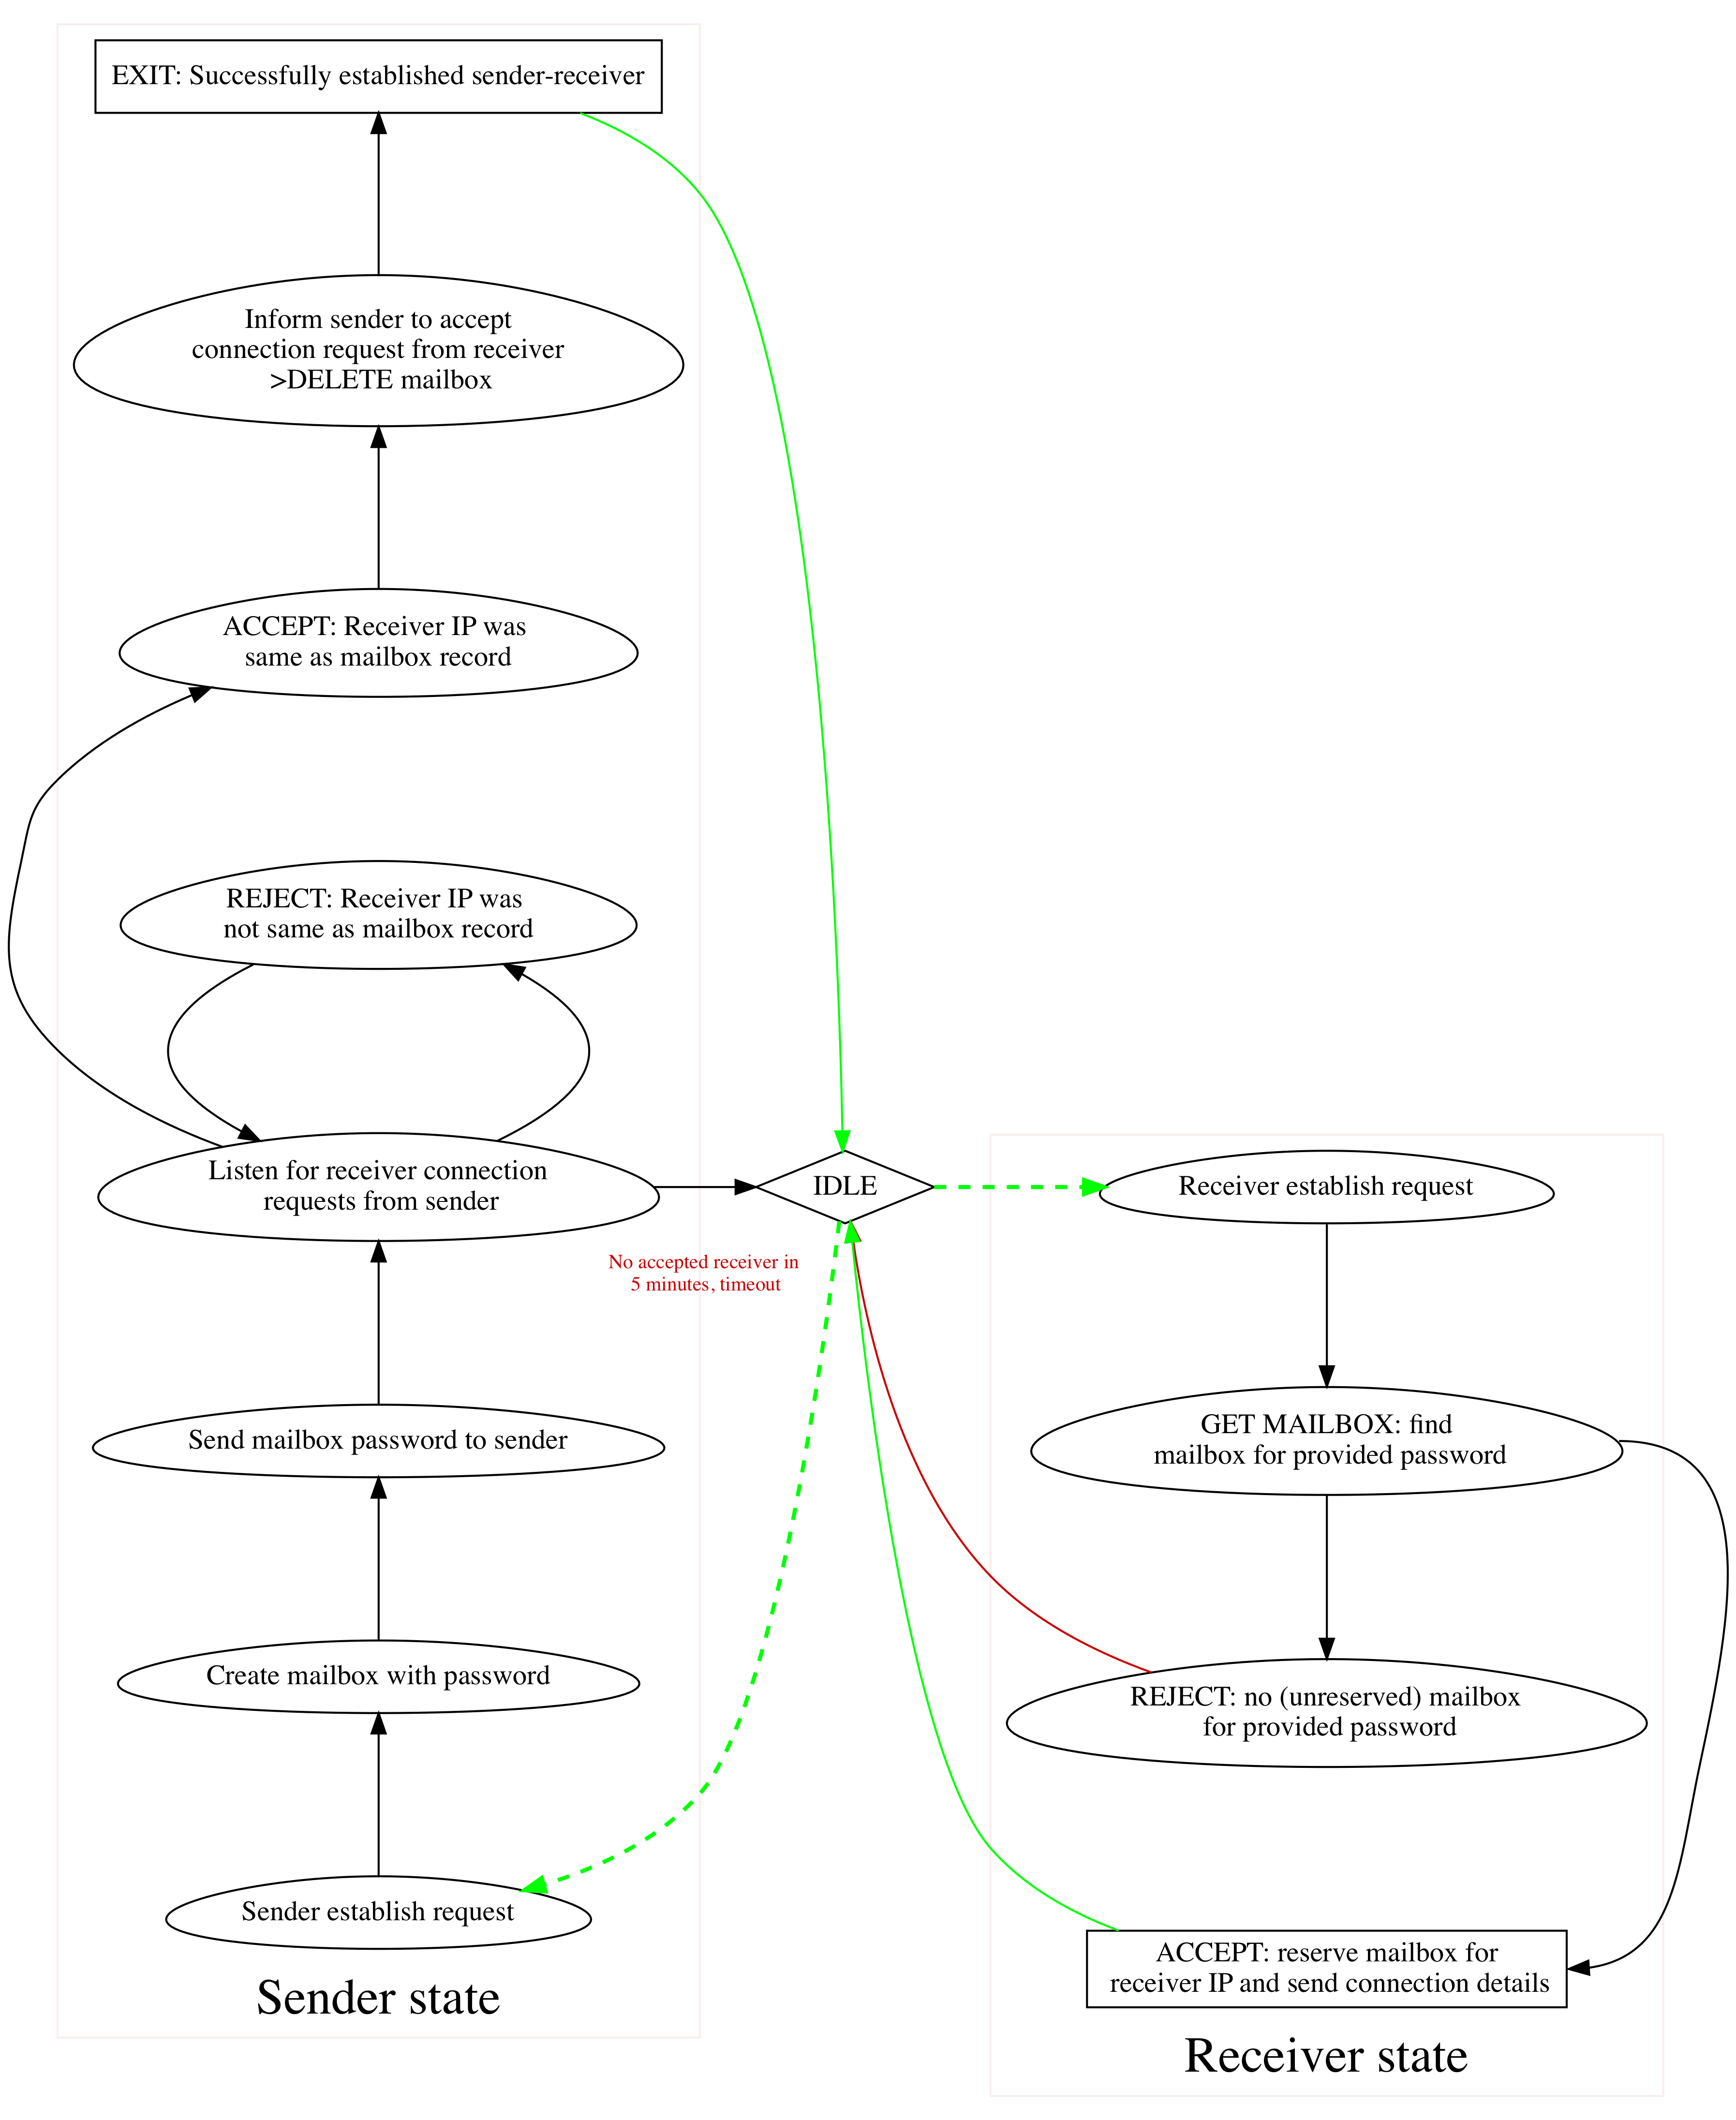 EXIT: Successfully established sender-receiver
Inform sender to accept
connection request from receiver
>DELETE mailbox
ACCEPT: Receiver IP was
same as mailbox record
REJECT: Receiver IP was
not same as mailbox record
Listen for receiver connection
requests from sender
IDLE
No accepted receiver in
5 minutes, timeout
Send mailbox password to sender
Create mailbox with password
Sender establish request
Sender state
Receiver establish request
GET MAILBOX: find
mailbox for provided password
REJECT: no (unreserved) mailbox
for provided password
ACCEPT: reserve mailbox for
receiver IP and send connection details
Receiver state